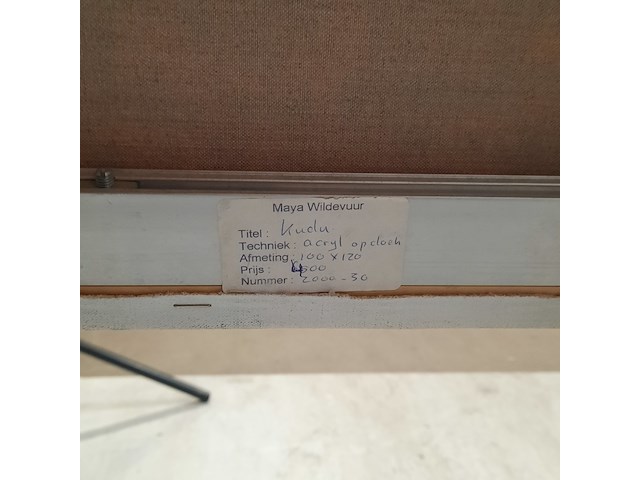 Maya Wildevuur
Titel: Kudu
Techniek: acryl op doek
Afmeting: 100 x 120
Prijs:
Nummer: 2000-30